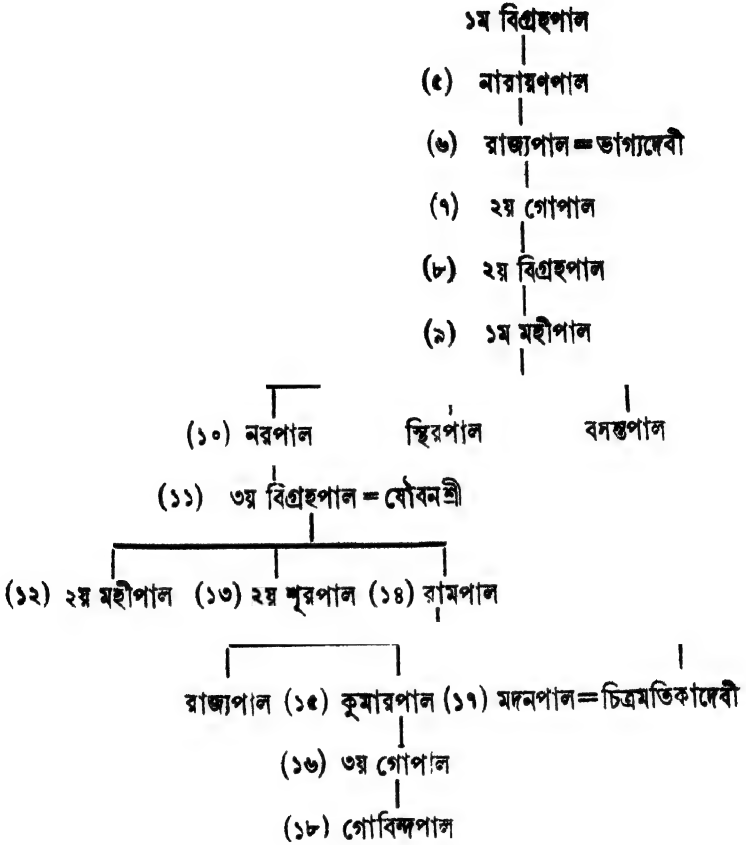 ১ম বিগ্রহপাল
(৫) নারায়ণপাল
(৬) রাজ্যপাল = ভাগ্যদেবী
(৭) ২য় গোপাল
(৮) ২য় বিগ্রহপাল
(৯) ১ম মহীপাল
(১০) নরপাল স্থিরপাল বসন্তপাল
(১১) ৩য় বিগ্রহপাল = যৌবনশ্রী
(১২) ২য় মহীপাল (১৩) ২য় শূরপাল (১৪) রামপাল
রাজ্যপাল (১৫) কুমারপাল (১৭) মদনপাল = চিত্রমতিকাদেবী
(১৬) ৩য় গোপাল
(১৮) গোবিন্দপাল